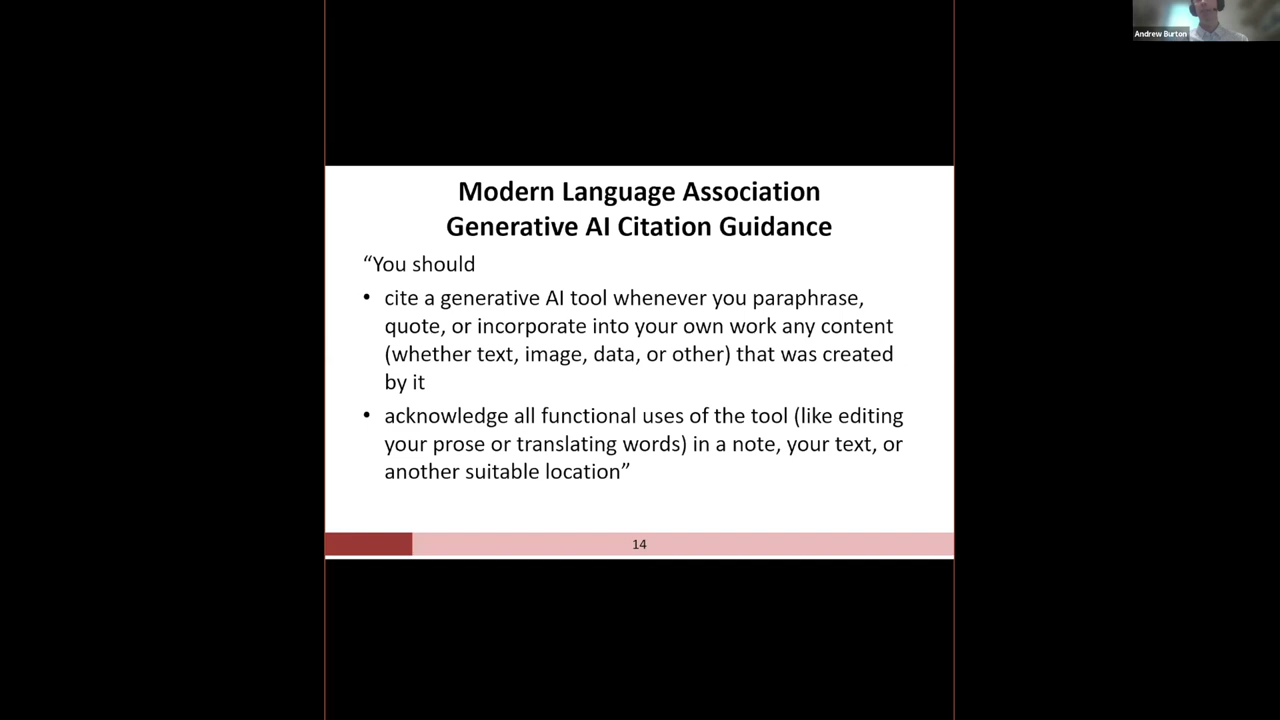 Andrew Burton
Modern Language Association
Generative AI Citation Guidance
“You should
• cite a generative AI tool whenever you paraphrase,
quote, or incorporate into your own work any content
(whether text, image, data, or other) that was created
by it
• acknowledge all functional uses of the tool (like editing
your prose or translating words) in a note, your text, or
another suitable location”
14